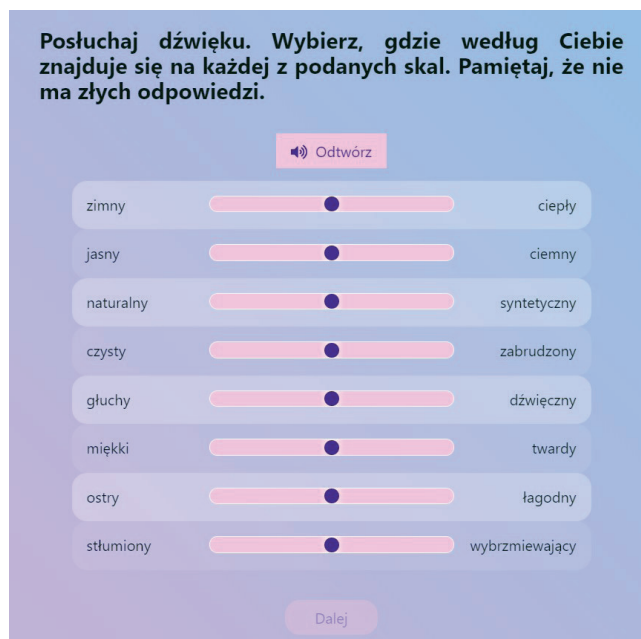 Posłuchaj dźwięku. Wybierz, gdzie według Ciebie
znajduje się na każdej z podanych skal. Pamiętaj, że nie
ma złych odpowiedzi.
Odtwórz
zimny ciepły
jasny ciemny
naturalny syntetyczny
czysty zabrudzony
głuchy dźwięczny
miękki twardy
ostry łagodny
stłumiony wybrzmiewający
Dalej